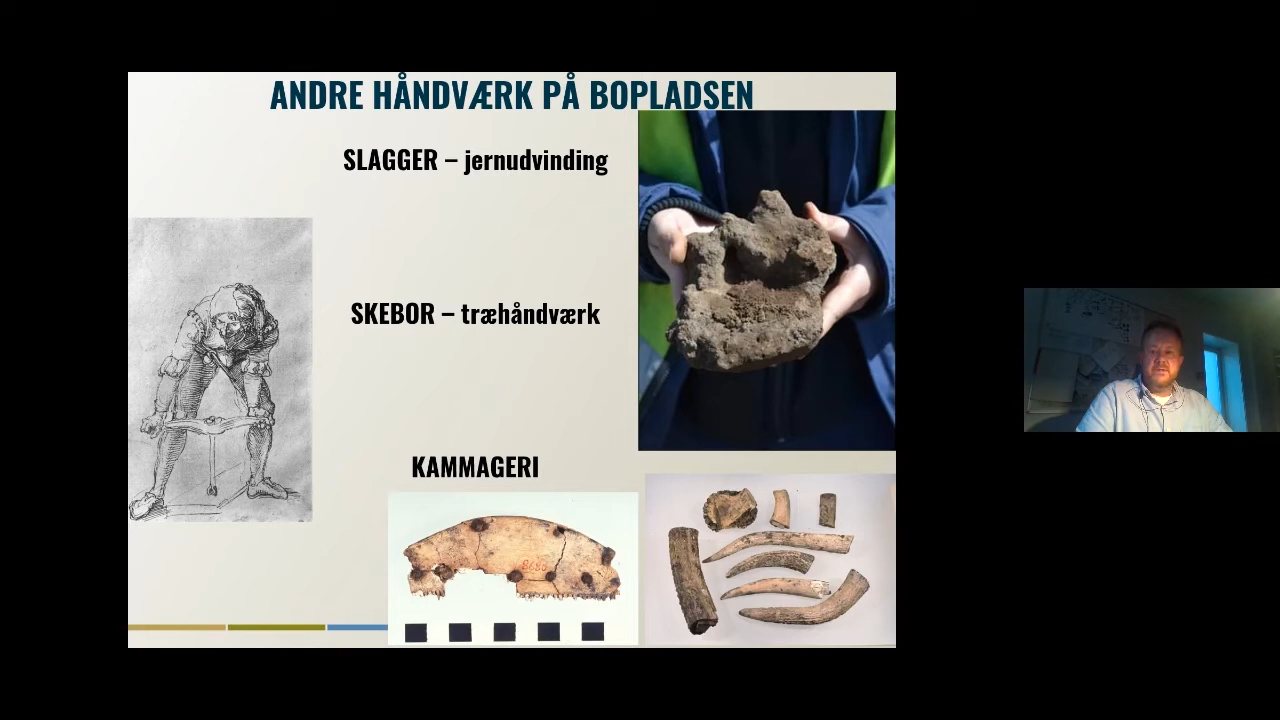 ANDRE HÅNDVÆRK PÅ BOPLADSEN
SLAGGER – jernudvinding
SKEBOR – træhåndværk
KAMMAGERI